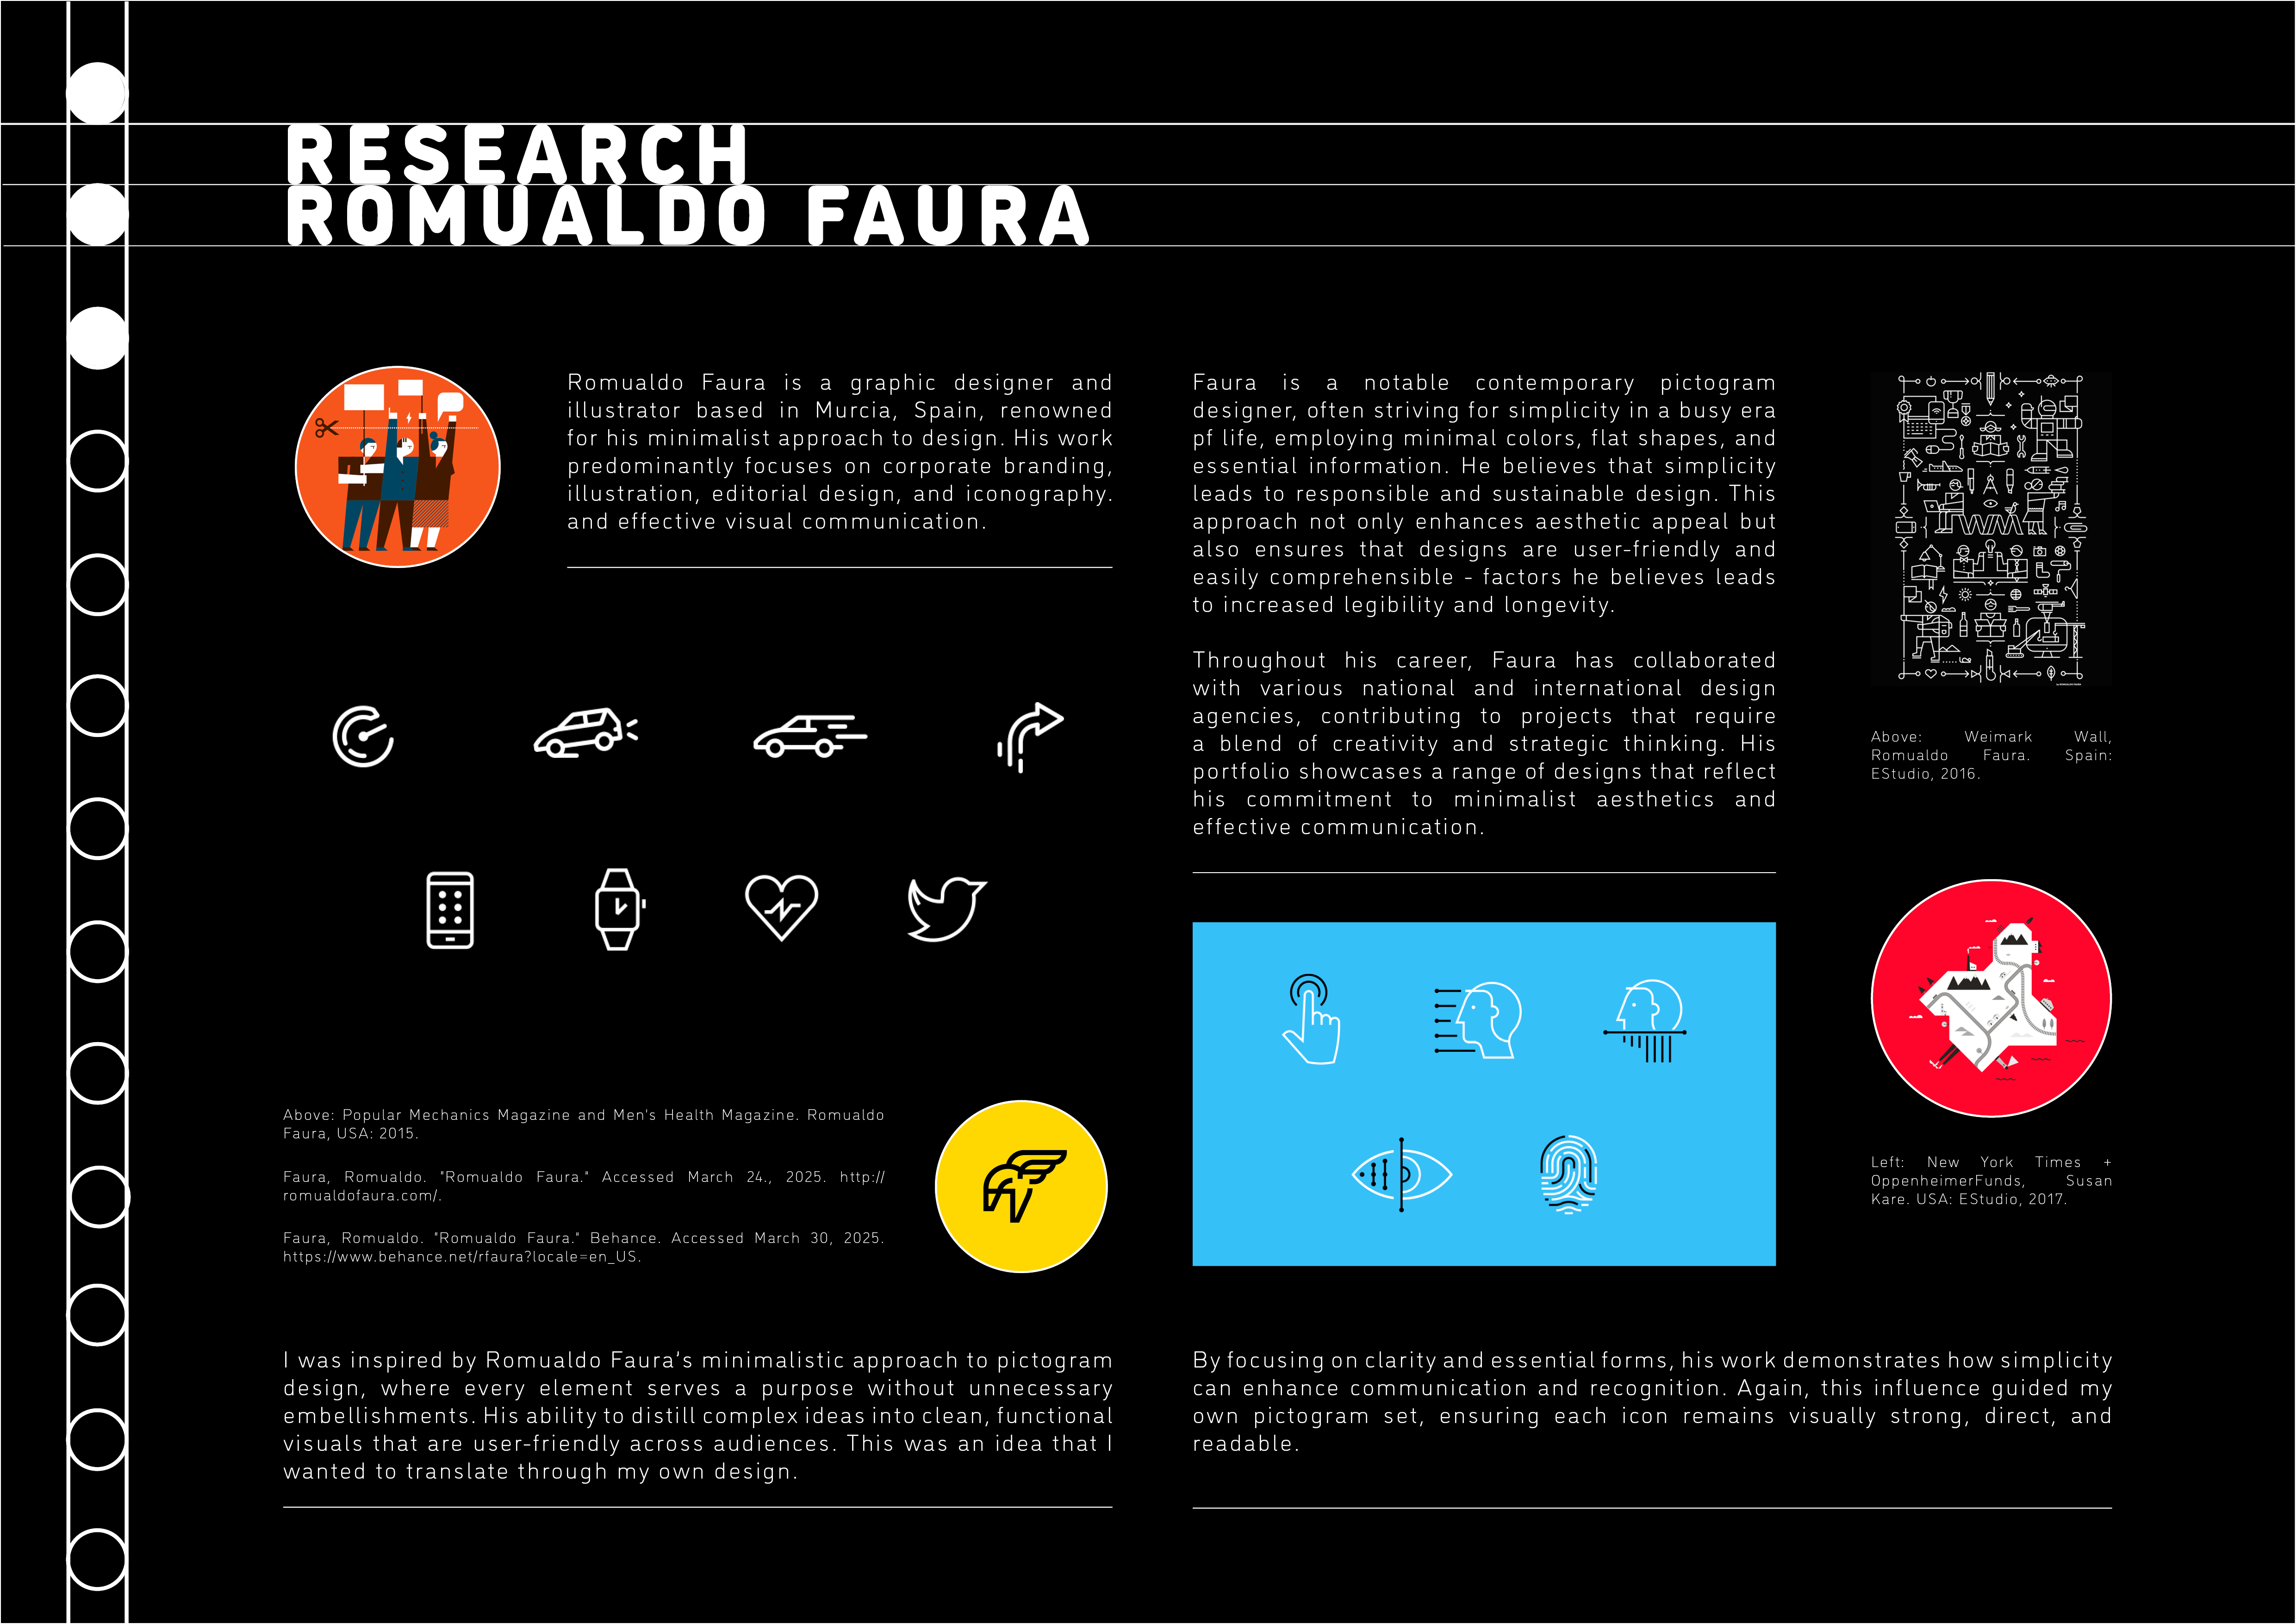 RESEARCH
ROMUALDO FAURA
Romualdo Faura is a graphic designer and
illustrator based in Murcia, Spain, renowned
for his minimalist approach to design. His work
predominantly focuses on corporate branding,
illustration, editorial design, and iconography.
and effective visual communication.
Faura is a notable contemporary pictogram
designer, often striving for simplicity in a busy era
pf life, employing minimal colors, flat shapes, and
essential information. He believes that simplicity
leads to responsible and sustainable design. This
approach not only enhances aesthetic appeal but
also ensures that designs are user-friendly and
easily comprehensible - factors he believes leads
to increased legibility and longevity.
Throughout his career, Faura has collaborated
with various national and international design
agencies, contributing to projects that require
a blend of creativity and strategic thinking. His
portfolio showcases a range of designs that reflect
his commitment to minimalist aesthetics and
effective communication.
Above: Weimark Wall,
Romualdo Faura. Spain:
EStudio, 2016.
Above: Popular Mechanics Magazine and Men's Health Magazine. Romualdo
Faura, USA: 2015.
Faura, Romualdo. "Romualdo Faura." Accessed March 24., 2025. http://
romualdofaura.com/.
Faura, Romualdo. "Romualdo Faura." Behance. Accessed March 30, 2025.
https://www.behance.net/rfaura?locale=en_US.
Left: New York Times +
OppenheimerFunds, Susan
Kare. USA: EStudio, 2017.
I was inspired by Romualdo Faura's minimalistic approach to pictogram
design, where every element serves a purpose without unnecessary
embellishments. His ability to distill complex ideas into clean, functional
visuals that are user-friendly across audiences. This was an idea that I
wanted to translate through my own design.
By focusing on clarity and essential forms, his work demonstrates how simplicity
can enhance communication and recognition. Again, this influence guided my
own pictogram set, ensuring each icon remains visually strong, direct, and
readable.